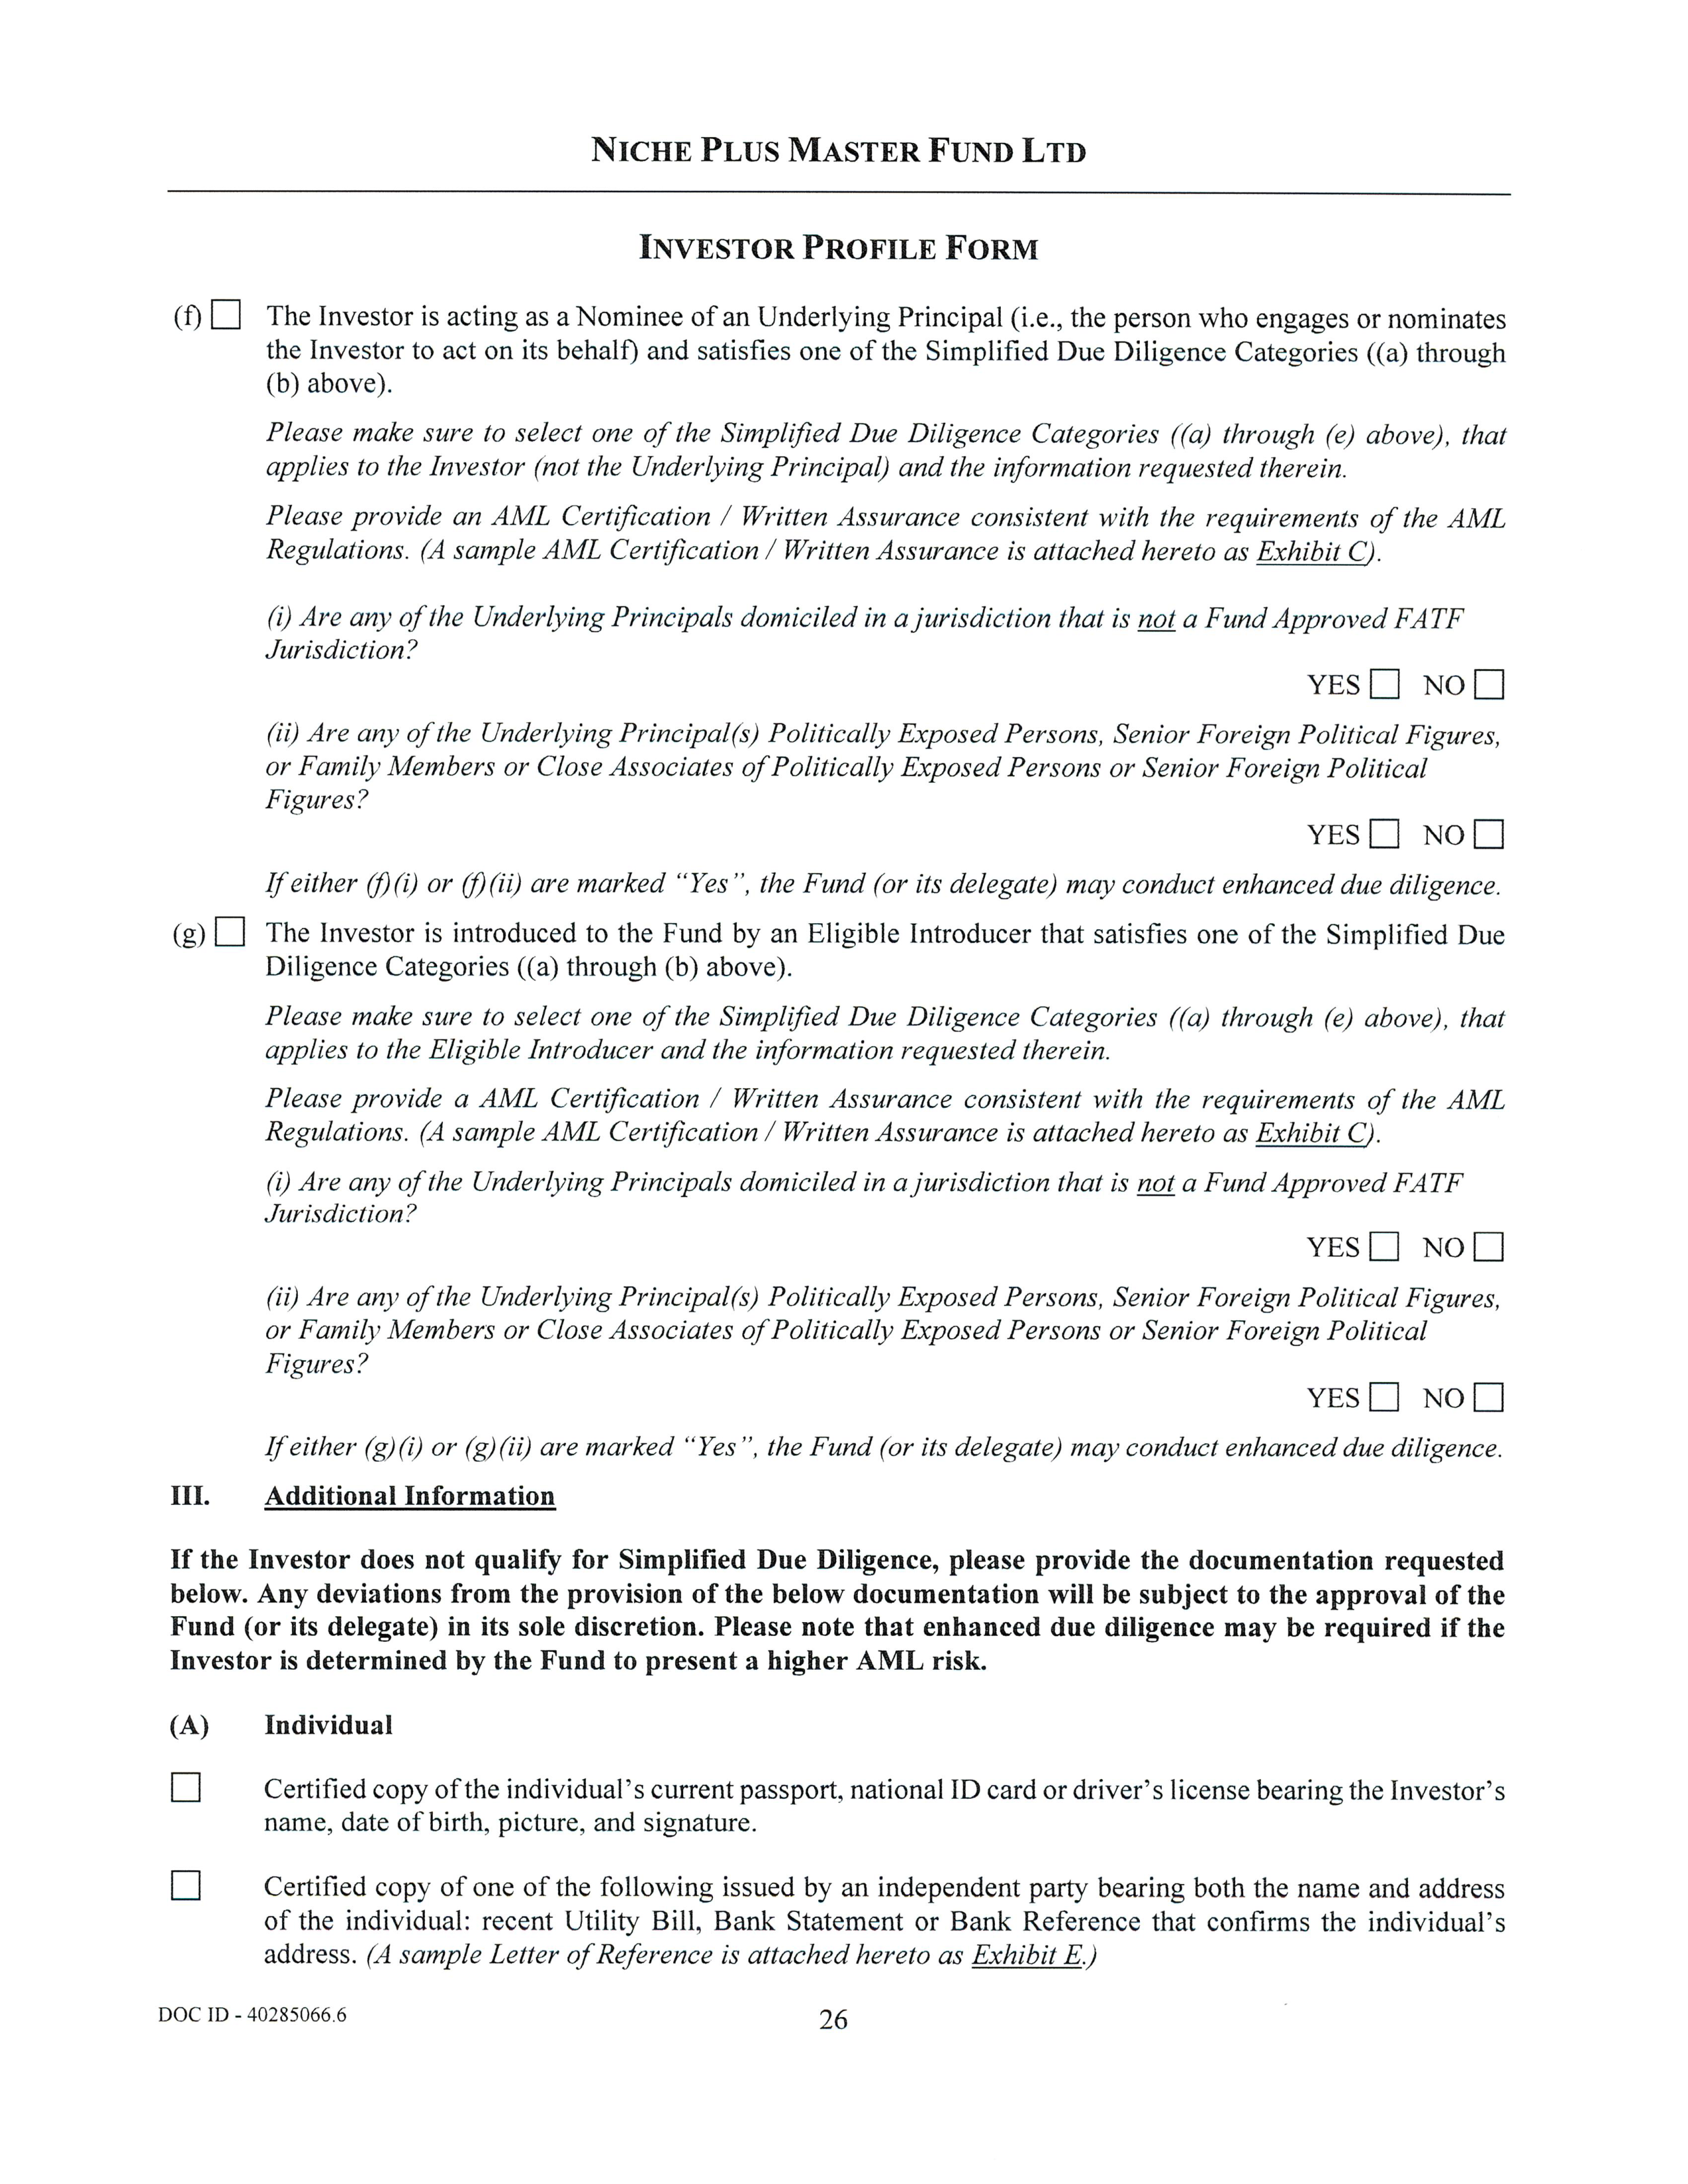 NICHE PLUS MASTER FUND LTD
INVESTOR PROFILE FORM
(f) ☐ The Investor is acting as a Nominee of an Underlying Principal (i.e., the person who engages or nominates
the Investor to act on its behalf) and satisfies one of the Simplified Due Diligence Categories ((a) through
(b) above).
Please make sure to select one of the Simplified Due Diligence Categories ((a) through (e) above), that
applies to the Investor (not the Underlying Principal) and the information requested therein.
Please provide an AML Certification / Written Assurance consistent with the requirements of the AML
Regulations. (A sample AML Certification / Written Assurance is attached hereto as Exhibit C).
(i) Are any of the Underlying Principals domiciled in a jurisdiction that is not a Fund Approved FATF
Jurisdiction?
YES ☐ NO ☐
(ii) Are any of the Underlying Principal(s) Politically Exposed Persons, Senior Foreign Political Figures,
or Family Members or Close Associates of Politically Exposed Persons or Senior Foreign Political
Figures?
YES ☐ NO ☐
If either (f)(i) or (f)(ii) are marked “Yes”, the Fund (or its delegate) may conduct enhanced due diligence.
(g) ☐ The Investor is introduced to the Fund by an Eligible Introducer that satisfies one of the Simplified Due
Diligence Categories ((a) through (b) above).
Please make sure to select one of the Simplified Due Diligence Categories ((a) through (e) above), that
applies to the Eligible Introducer and the information requested therein.
Please provide a AML Certification / Written Assurance consistent with the requirements of the AML
Regulations. (A sample AML Certification / Written Assurance is attached hereto as Exhibit C).
(i) Are any of the Underlying Principals domiciled in a jurisdiction that is not a Fund Approved FATF
Jurisdiction?
YES ☐ NO ☐
(ii) Are any of the Underlying Principal(s) Politically Exposed Persons, Senior Foreign Political Figures,
or Family Members or Close Associates of Politically Exposed Persons or Senior Foreign Political
Figures?
YES ☐ NO ☐
If either (g)(i) or (g)(ii) are marked “Yes”, the Fund (or its delegate) may conduct enhanced due diligence.
III. Additional Information
If the Investor does not qualify for Simplified Due Diligence, please provide the documentation requested
below. Any deviations from the provision of the below documentation will be subject to the approval of the
Fund (or its delegate) in its sole discretion. Please note that enhanced due diligence may be required if the
Investor is determined by the Fund to present a higher AML risk.
(A) Individual
☐ Certified copy of the individual’s current passport, national ID card or driver’s license bearing the Investor’s
name, date of birth, picture, and signature.
☐ Certified copy of one of the following issued by an independent party bearing both the name and address
of the individual: recent Utility Bill, Bank Statement or Bank Reference that confirms the individual’s
address. (A sample Letter of Reference is attached hereto as Exhibit E.)
DOC ID - 40285066.6
26